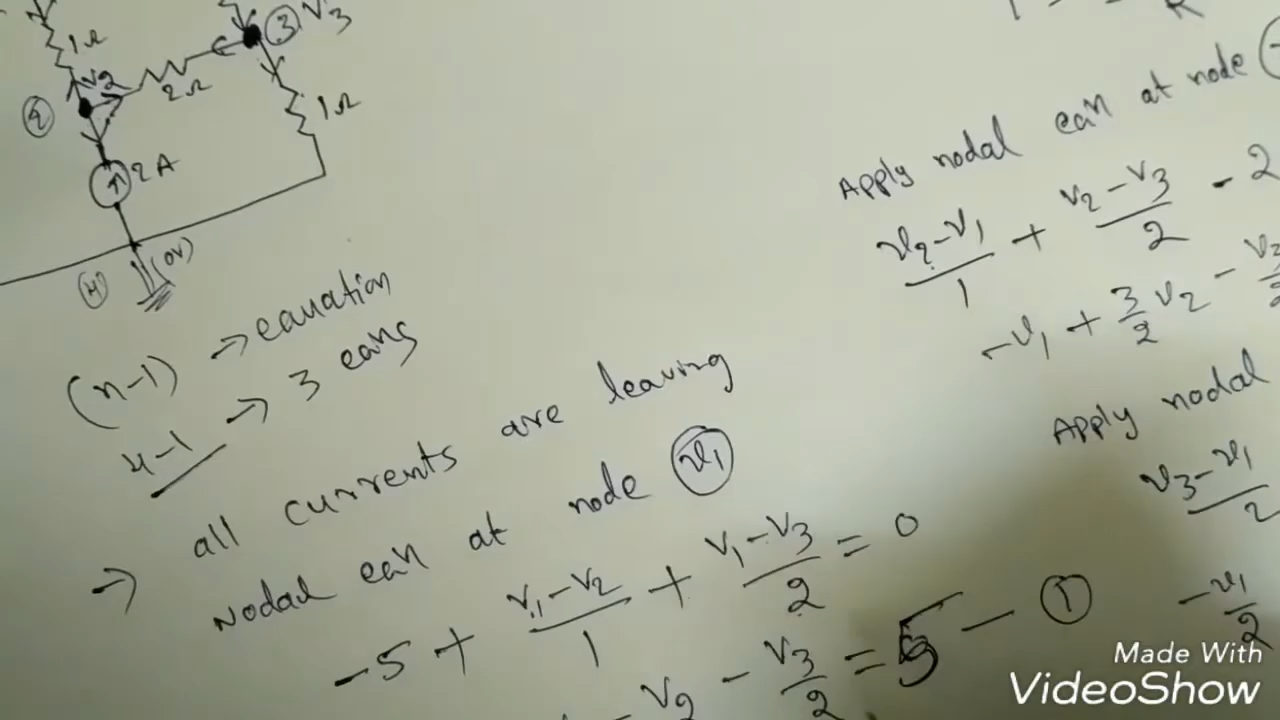 1Ω
V2
2Ω
③ V3
1Ω
②
2A
④
(0V)
(n-1) → equation
4-1 → 3 eqns
→ all currents are leaving
Nodal eqn at node v1
-5 + (v1-v2)/1 + (v1-v3)/2 = 0
- v2 - v3/2 = 5 — ①
Apply nodal eqn at node
(v2-v1)/1 + (v2-v3)/2 - 2
-v1 + 3/2 v2 -
Apply nodal
(v3-v1)/2
-v1/2
Made With
VideoShow